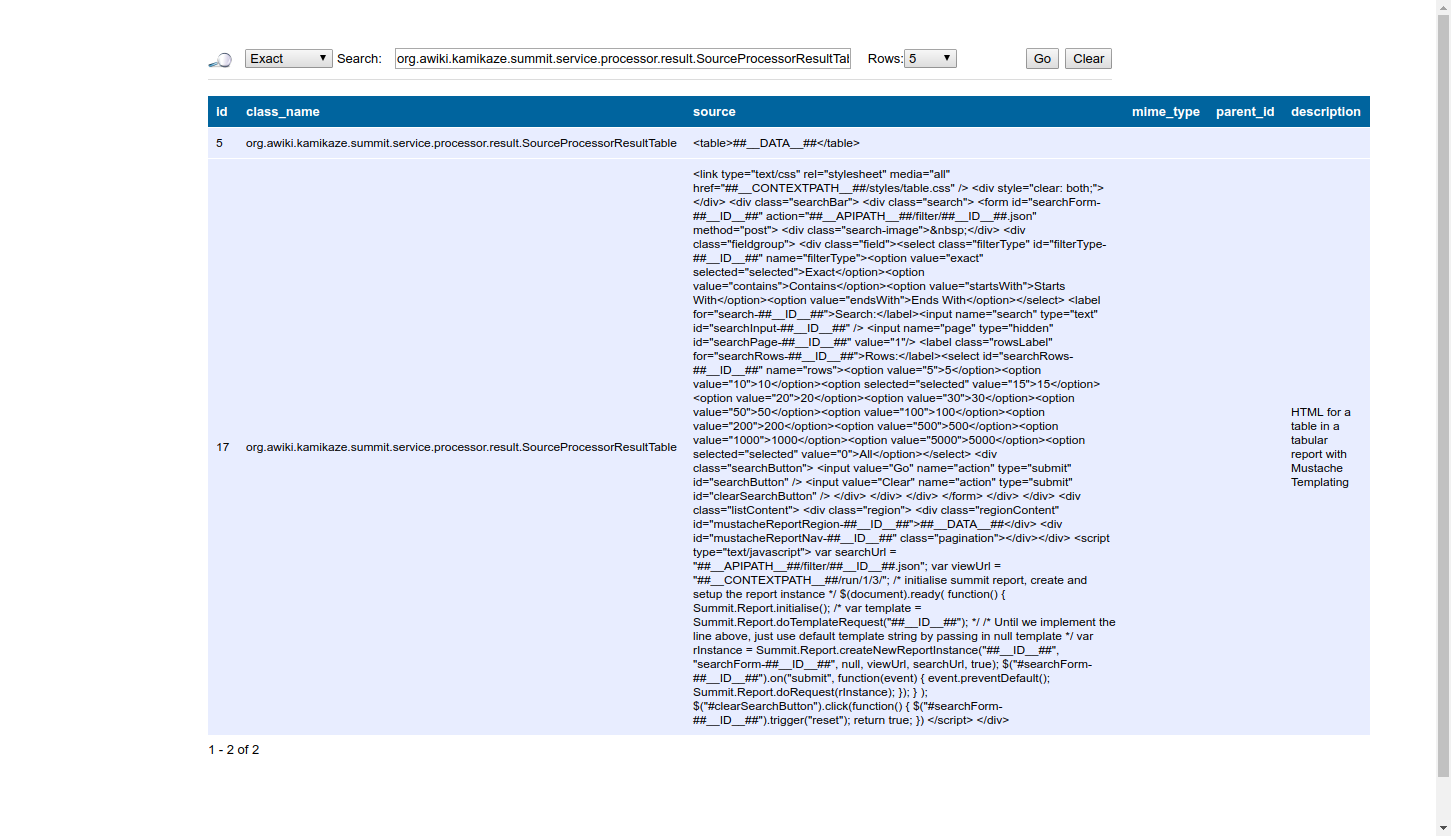 Exact Search: org.awiki.kamikaze.summit.service.processor.result.SourceProcessorResultTal Rows: 5 Go Clear
id class_name source mime_type parent_id description
5 org.awiki.kamikaze.summit.service.processor.result.SourceProcessorResultTable <table>##__DATA__##</table>
<link type="text/css" rel="stylesheet" media="all"
href="##__CONTEXTPATH__##/styles/table.css" /> <div style="clear: both;">
</div> <div class="searchBar"> <div class="search"> <form id="searchForm-
##__ID__##" action="##__APIPATH__##/filter/##__ID__##.json"
method="post"> <div class="search-image">&nbsp;</div> <div
class="fieldgroup"> <div class="field"><select class="filterType" id="filterType-
##__ID__##" name="filterType"><option value="exact"
selected="selected">Exact</option><option
value="contains">Contains</option><option value="startsWith">Starts
With</option><option value="endsWith">Ends With</option></select> <label
for="search-##__ID__##">Search:</label><input name="search" type="text"
id="searchInput-##__ID__##" /> <input name="page" type="hidden"
id="searchPage-##__ID__##" value="1"/> <label class="rowsLabel"
for="searchRows-##__ID__##">Rows:</label><select id="searchRows-
##__ID__##" name="rows"><option value="5">5</option><option
value="10">10</option><option selected="selected" value="15">15</option>
<option value="20">20</option><option value="30">30</option><option
value="50">50</option><option value="100">100</option><option
value="200">200</option><option value="500">500</option><option
value="1000">1000</option><option value="5000">5000</option><option
selected="selected" value="0">All</option></select> <div
class="searchButton"> <input value="Go" name="action" type="submit"
id="searchButton" /> <input value="Clear" name="action" type="submit"
id="clearSearchButton" /> </div> </div> </div> </form> </div> </div> <div
class="listContent"> <div class="region"> <div class="regionContent"
id="mustacheReportRegion-##__ID__##">##__DATA__##</div> <div
id="mustacheReportNav-##__ID__##" class="pagination"></div></div> <script
type="text/javascript"> var searchUrl =
"##__APIPATH__##/filter/##__ID__##.json"; var viewUrl =
"##__CONTEXTPATH__##/run/1/3/"; /* initialise summit report, create and
setup the report instance */ $(document).ready( function() {
Summit.Report.initialise(); /* var template =
Summit.Report.doTemplateRequest("##__ID__##"); */ /* Until we implement the
line above, just use default template string by passing in null template */ var
rInstance = Summit.Report.createNewReportInstance("##__ID__##",
"searchForm-##__ID__##", null, viewUrl, searchUrl, true); $("#searchForm-
##__ID__##").on("submit", function(event) { event.preventDefault();
Summit.Report.doRequest(rInstance); }); } );
$("#clearSearchButton").click(function() { $("#searchForm-
##__ID__##").trigger("reset"); return true; }) </script> </div>
17 org.awiki.kamikaze.summit.service.processor.result.SourceProcessorResultTable
HTML for a
table in a
tabular
report with
Mustache
Templating
1 - 2 of 2